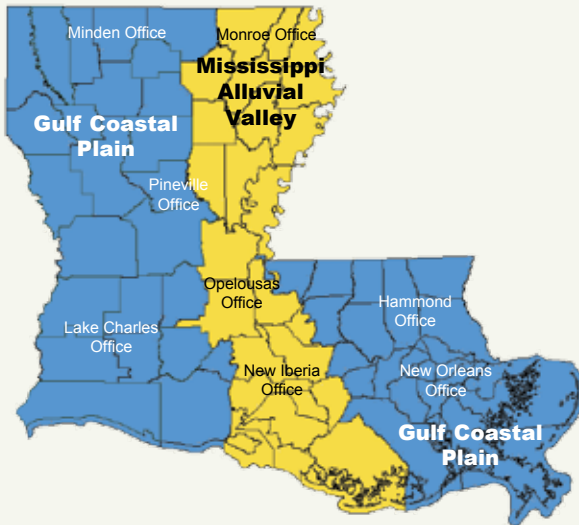 Minden Office
Monroe Office
Mississippi
Alluvial
Valley
Gulf Coastal
Plain
Pineville
Office
Opelousas
Office
Hammond
Office
Lake Charles
Office
New Iberia
Office
New Orleans
Office
Gulf Coastal
Plain